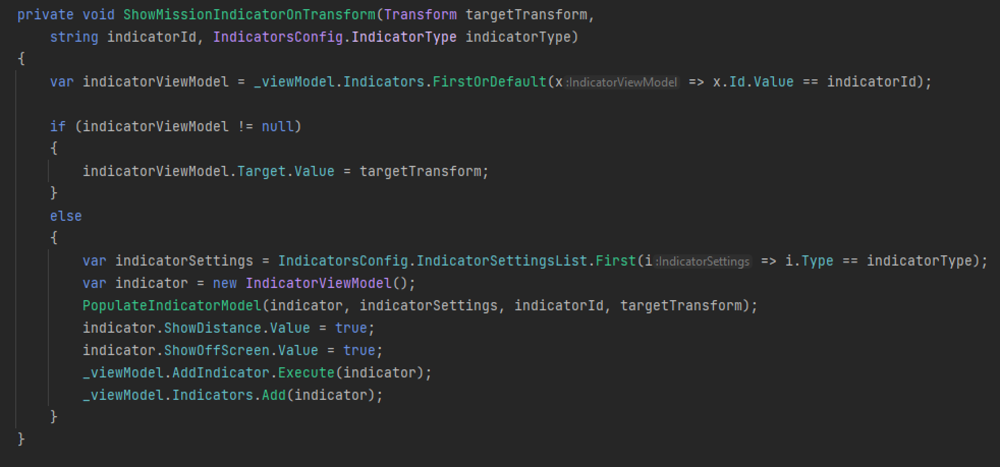 private void ShowMissionIndicatorOnTransform(Transform targetTransform,
    string indicatorId, IndicatorsConfig.IndicatorType indicatorType)
{
    var indicatorViewModel = _viewModel.Indicators.FirstOrDefault(x :IndicatorViewModel => x.Id.Value == indicatorId);

    if (indicatorViewModel != null)
    {
        indicatorViewModel.Target.Value = targetTransform;
    }
    else
    {
        var indicatorSettings = IndicatorsConfig.IndicatorSettingsList.First(i :IndicatorSettings => i.Type == indicatorType);
        var indicator = new IndicatorViewModel();
        PopulateIndicatorModel(indicator, indicatorSettings, indicatorId, targetTransform);
        indicator.ShowDistance.Value = true;
        indicator.ShowOffScreen.Value = true;
        _viewModel.AddIndicator.Execute(indicator);
        _viewModel.Indicators.Add(indicator);
    }
}